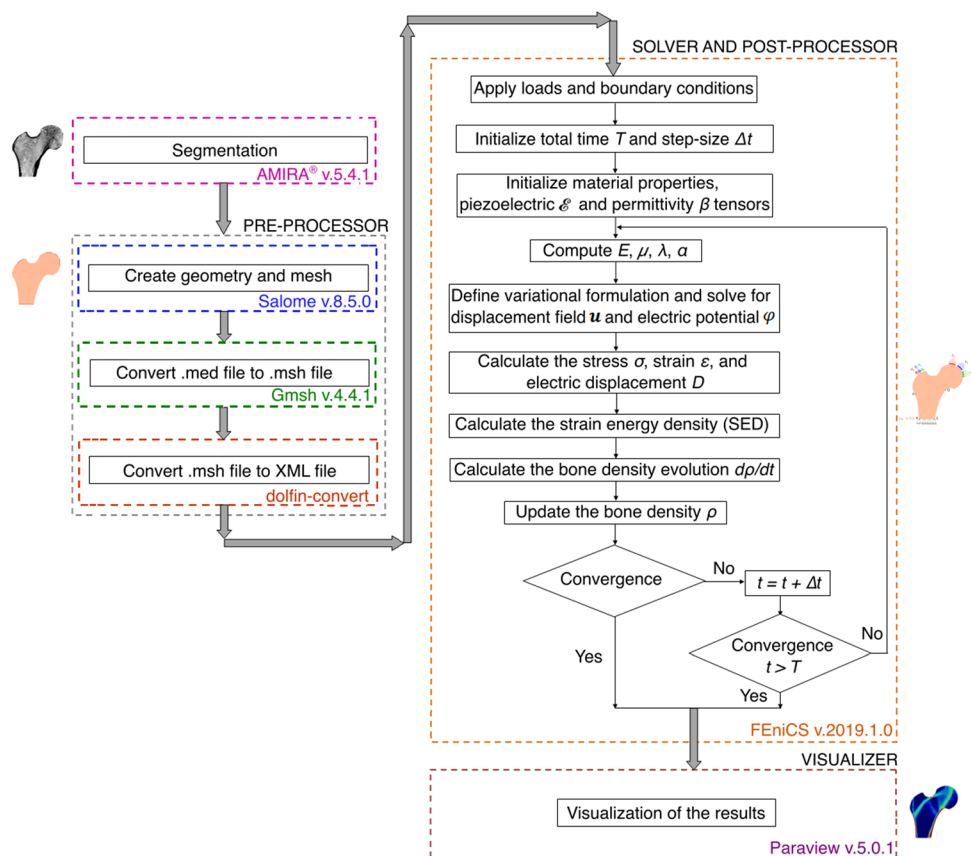 Segmentation
AMIRA® v.5.4.1
PRE-PROCESSOR
Create geometry and mesh
Salome v.8.5.0
Convert .med file to .msh file
Gmsh v.4.4.1
Convert .msh file to XML file
dolfin-convert
SOLVER AND POST-PROCESSOR
Apply loads and boundary conditions
Initialize total time T and step-size Δt
Initialize material properties,
piezoelectric ℰ and permittivity β tensors
Compute E, μ, λ, α
Define variational formulation and solve for
displacement field u and electric potential φ
Calculate the stress σ, strain ε, and
electric displacement D
Calculate the strain energy density (SED)
Calculate the bone density evolution dρ/dt
Update the bone density ρ
Convergence
No
t = t + Δt
Convergence
t > T
No
Yes
Yes
FEniCS v.2019.1.0
VISUALIZER
Visualization of the results
Paraview v.5.0.1